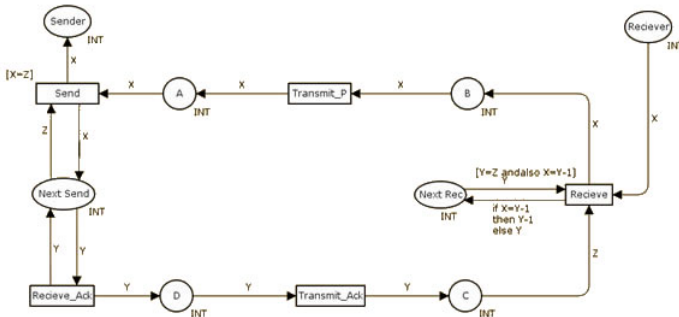 Sender
INT
Reciever
INT
X
[X=Z]
Send
X
A
INT
X
Transmit_P
X
B
INT
X
X
Z
X
Next Send
INT
[Y=Z andalso X=Y-1]
Y
Next Rec
INT
Recieve
if X=Y-1
then Y-1
else Y
Y
Y
Z
Recieve_Ack
Y
D
INT
Y
Transmit_Ack
Y
C
INT